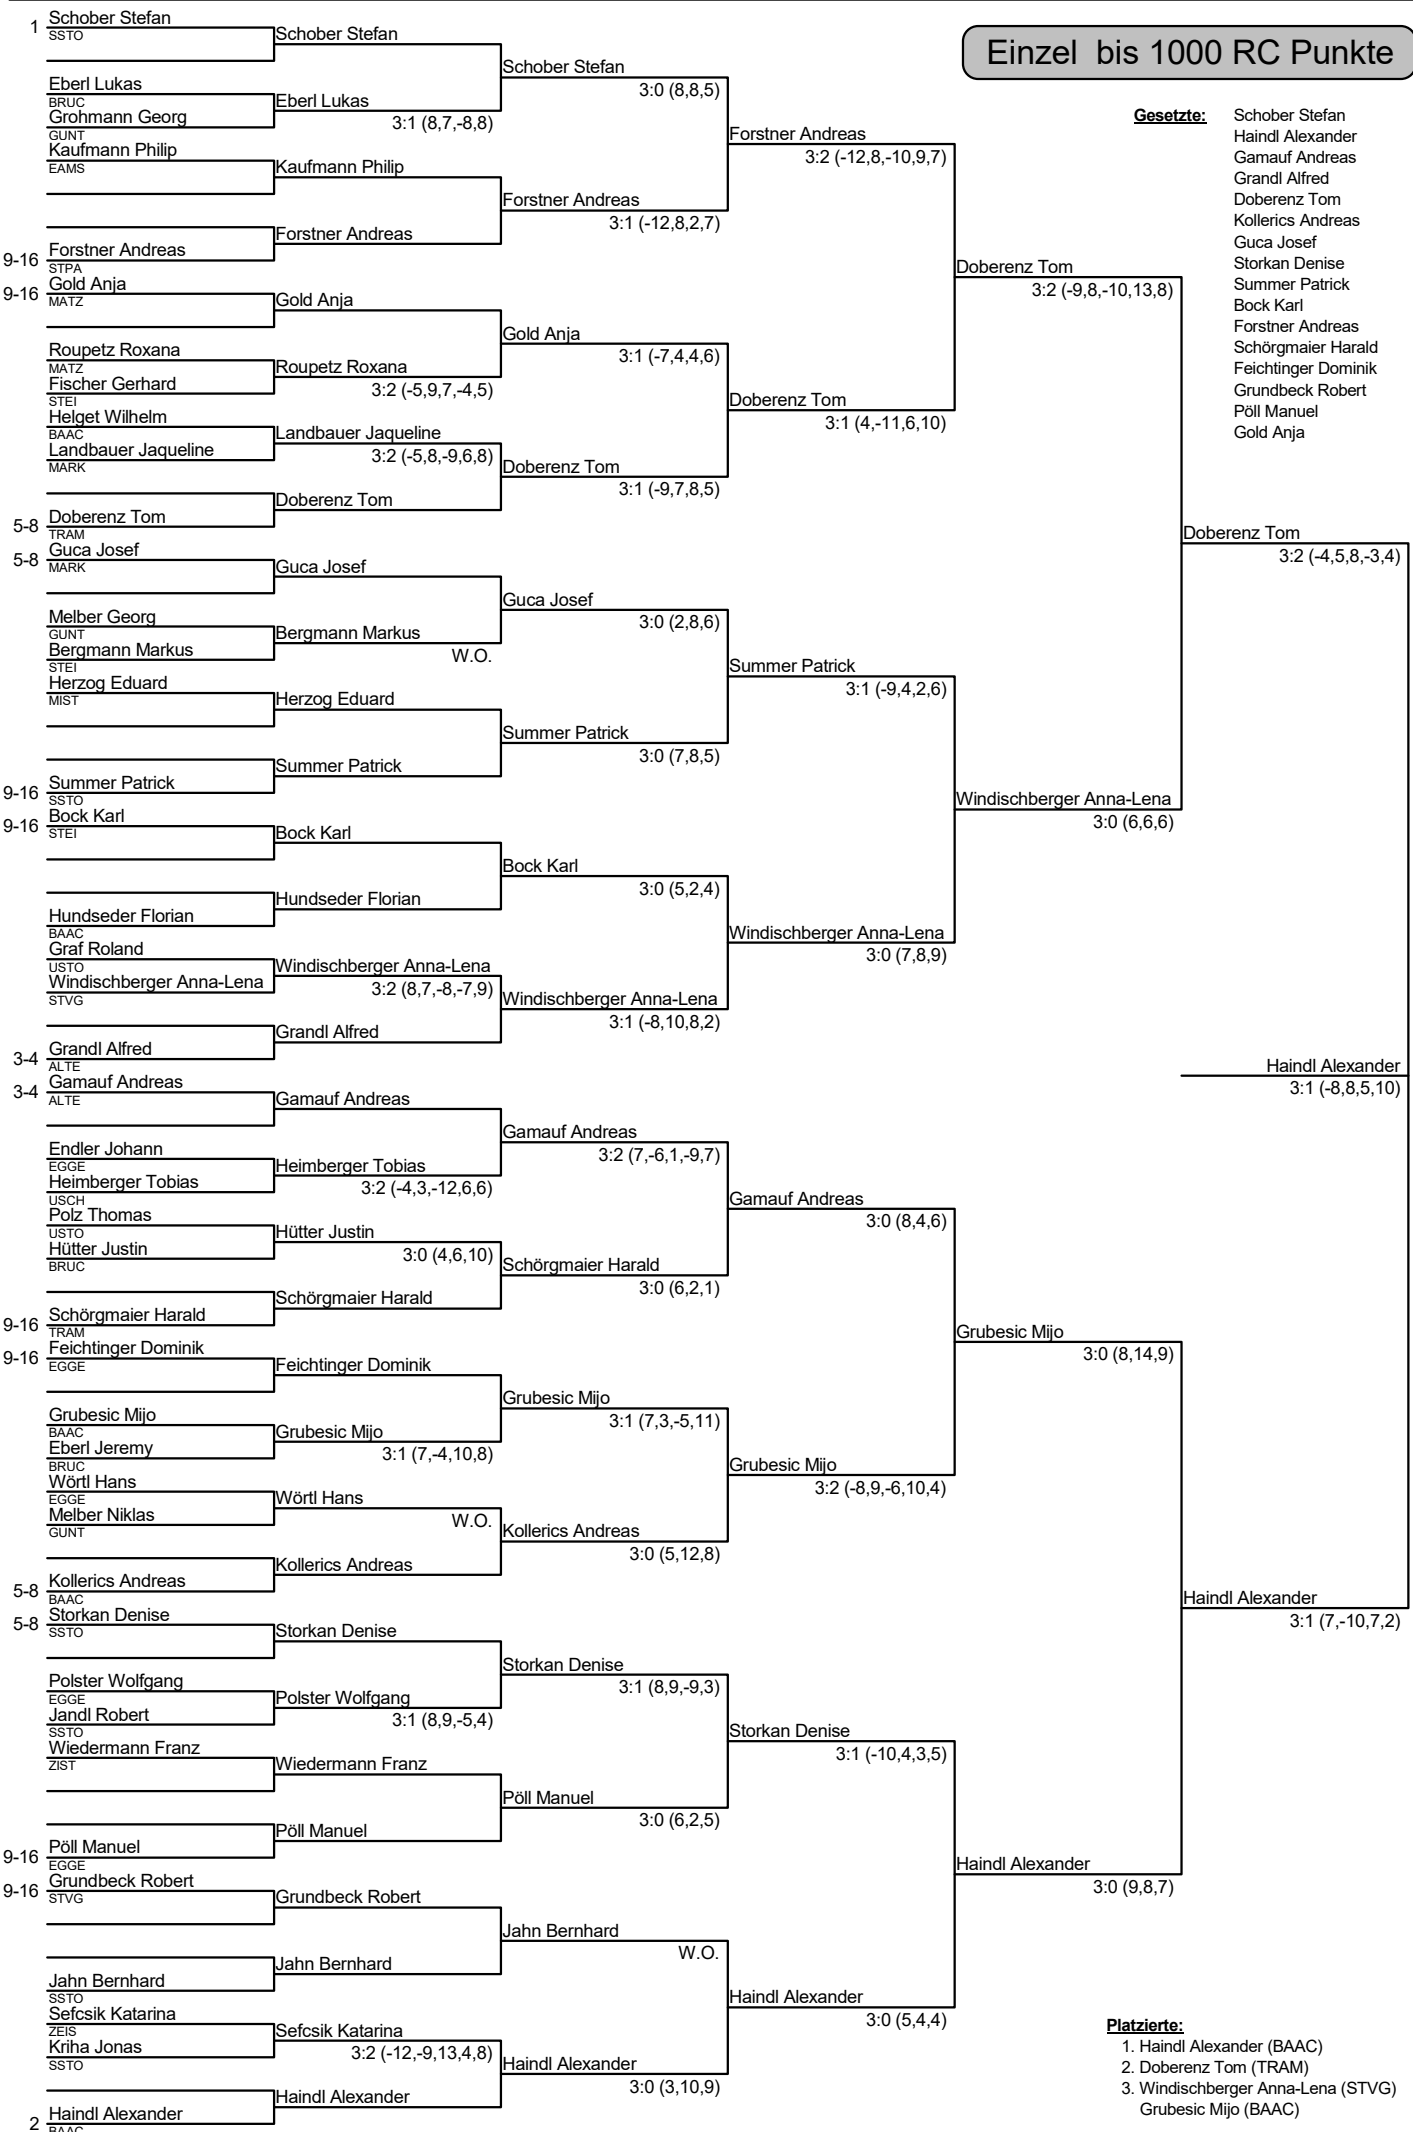 Einzel  bis 1000 RC Punkte
Gesetzte:
Schober Stefan
Haindl Alexander
Gamauf Andreas
Grandl Alfred
Doberenz Tom
Kollerics Andreas
Guca Josef
Storkan Denise
Summer Patrick
Bock Karl
Forstner Andreas
Schörgmaier Harald
Feichtinger Dominik
Grundbeck Robert
Pöll Manuel
Gold Anja
1 Schober Stefan
SSTO
Eberl Lukas
BRUC
Grohmann Georg
GUNT
Kaufmann Philip
EAMS
9-16 Forstner Andreas
STPA
9-16 Gold Anja
MATZ
Roupetz Roxana
MATZ
Fischer Gerhard
STEI
Helget Wilhelm
BAAC
Landbauer Jaqueline
MARK
5-8 Doberenz Tom
TRAM
5-8 Guca Josef
MARK
Melber Georg
GUNT
Bergmann Markus
STEI
Herzog Eduard
MIST
9-16 Summer Patrick
SSTO
9-16 Bock Karl
STEI
Hundseder Florian
BAAC
Graf Roland
USTO
Windischberger Anna-Lena
STVG
3-4 Grandl Alfred
ALTE
3-4 Gamauf Andreas
ALTE
Endler Johann
EGGE
Heimberger Tobias
USCH
Polz Thomas
USTO
Hütter Justin
BRUC
9-16 Schörgmaier Harald
TRAM
9-16 Feichtinger Dominik
EGGE
Grubesic Mijo
BAAC
Eberl Jeremy
BRUC
Wörtl Hans
EGGE
Melber Niklas
GUNT
5-8 Kollerics Andreas
BAAC
5-8 Storkan Denise
SSTO
Polster Wolfgang
EGGE
Jandl Robert
SSTO
Wiedermann Franz
ZIST
9-16 Pöll Manuel
EGGE
9-16 Grundbeck Robert
STVG
Jahn Bernhard
SSTO
Sefcsik Katarina
ZEIS
Kriha Jonas
SSTO
2 Haindl Alexander
BAAC
Schober Stefan
Eberl Lukas
3:1 (8,7,-8,8)
Kaufmann Philip
Forstner Andreas
Gold Anja
Roupetz Roxana
3:2 (-5,9,7,-4,5)
Landbauer Jaqueline
3:2 (-5,8,-9,6,8)
Doberenz Tom
Guca Josef
Bergmann Markus
W.O.
Herzog Eduard
Summer Patrick
Bock Karl
Hundseder Florian
Windischberger Anna-Lena
3:2 (8,7,-8,-7,9)
Grandl Alfred
Gamauf Andreas
Heimberger Tobias
3:2 (-4,3,-12,6,6)
Hütter Justin
3:0 (4,6,10)
Schörgmaier Harald
Feichtinger Dominik
Grubesic Mijo
3:1 (7,-4,10,8)
Wörtl Hans
W.O.
Kollerics Andreas
Storkan Denise
Polster Wolfgang
3:1 (8,9,-5,4)
Wiedermann Franz
Pöll Manuel
Grundbeck Robert
Jahn Bernhard
Sefcsik Katarina
3:2 (-12,-9,13,4,8)
Haindl Alexander
Schober Stefan
3:0 (8,8,5)
Forstner Andreas
3:1 (-12,8,2,7)
Gold Anja
3:1 (-7,4,4,6)
Doberenz Tom
3:1 (-9,7,8,5)
Guca Josef
3:0 (2,8,6)
Summer Patrick
3:0 (7,8,5)
Bock Karl
3:0 (5,2,4)
Windischberger Anna-Lena
3:1 (-8,10,8,2)
Gamauf Andreas
3:2 (7,-6,1,-9,7)
Schörgmaier Harald
3:0 (6,2,1)
Grubesic Mijo
3:1 (7,3,-5,11)
Kollerics Andreas
3:0 (5,12,8)
Storkan Denise
3:1 (8,9,-9,3)
Pöll Manuel
3:0 (6,2,5)
Jahn Bernhard
W.O.
Haindl Alexander
3:0 (3,10,9)
Forstner Andreas
3:2 (-12,8,-10,9,7)
Doberenz Tom
3:1 (4,-11,6,10)
Summer Patrick
3:1 (-9,4,2,6)
Windischberger Anna-Lena
3:0 (7,8,9)
Gamauf Andreas
3:0 (8,4,6)
Grubesic Mijo
3:2 (-8,9,-6,10,4)
Storkan Denise
3:1 (-10,4,3,5)
Haindl Alexander
3:0 (5,4,4)
Doberenz Tom
3:2 (-9,8,-10,13,8)
Windischberger Anna-Lena
3:0 (6,6,6)
Grubesic Mijo
3:0 (8,14,9)
Haindl Alexander
3:0 (9,8,7)
Doberenz Tom
3:2 (-4,5,8,-3,4)
Haindl Alexander
3:1 (7,-10,7,2)
Haindl Alexander
3:1 (-8,8,5,10)
Platzierte:
1. Haindl Alexander (BAAC)
2. Doberenz Tom (TRAM)
3. Windischberger Anna-Lena (STVG)
Grubesic Mijo (BAAC)